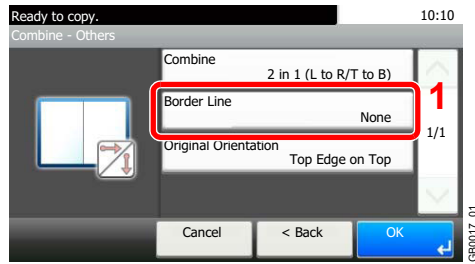 Ready to copy. 10:10
Combine - Others
Combine
2 in 1 (L to R/T to B)
Border Line
None
1
1/1
Original Orientation
Top Edge on Top
Cancel < Back OK
GB0017_01